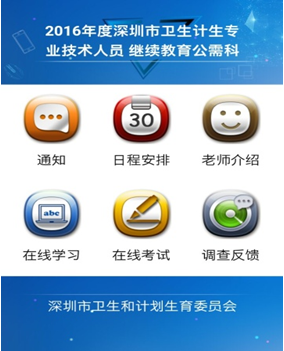 2016年度深圳市卫生计生专
业技术人员 继续教育公需科
30
通知
日程安排
老师介绍
abc
在线学习
在线考试
调查反馈
深圳市卫生和计划生育委员会